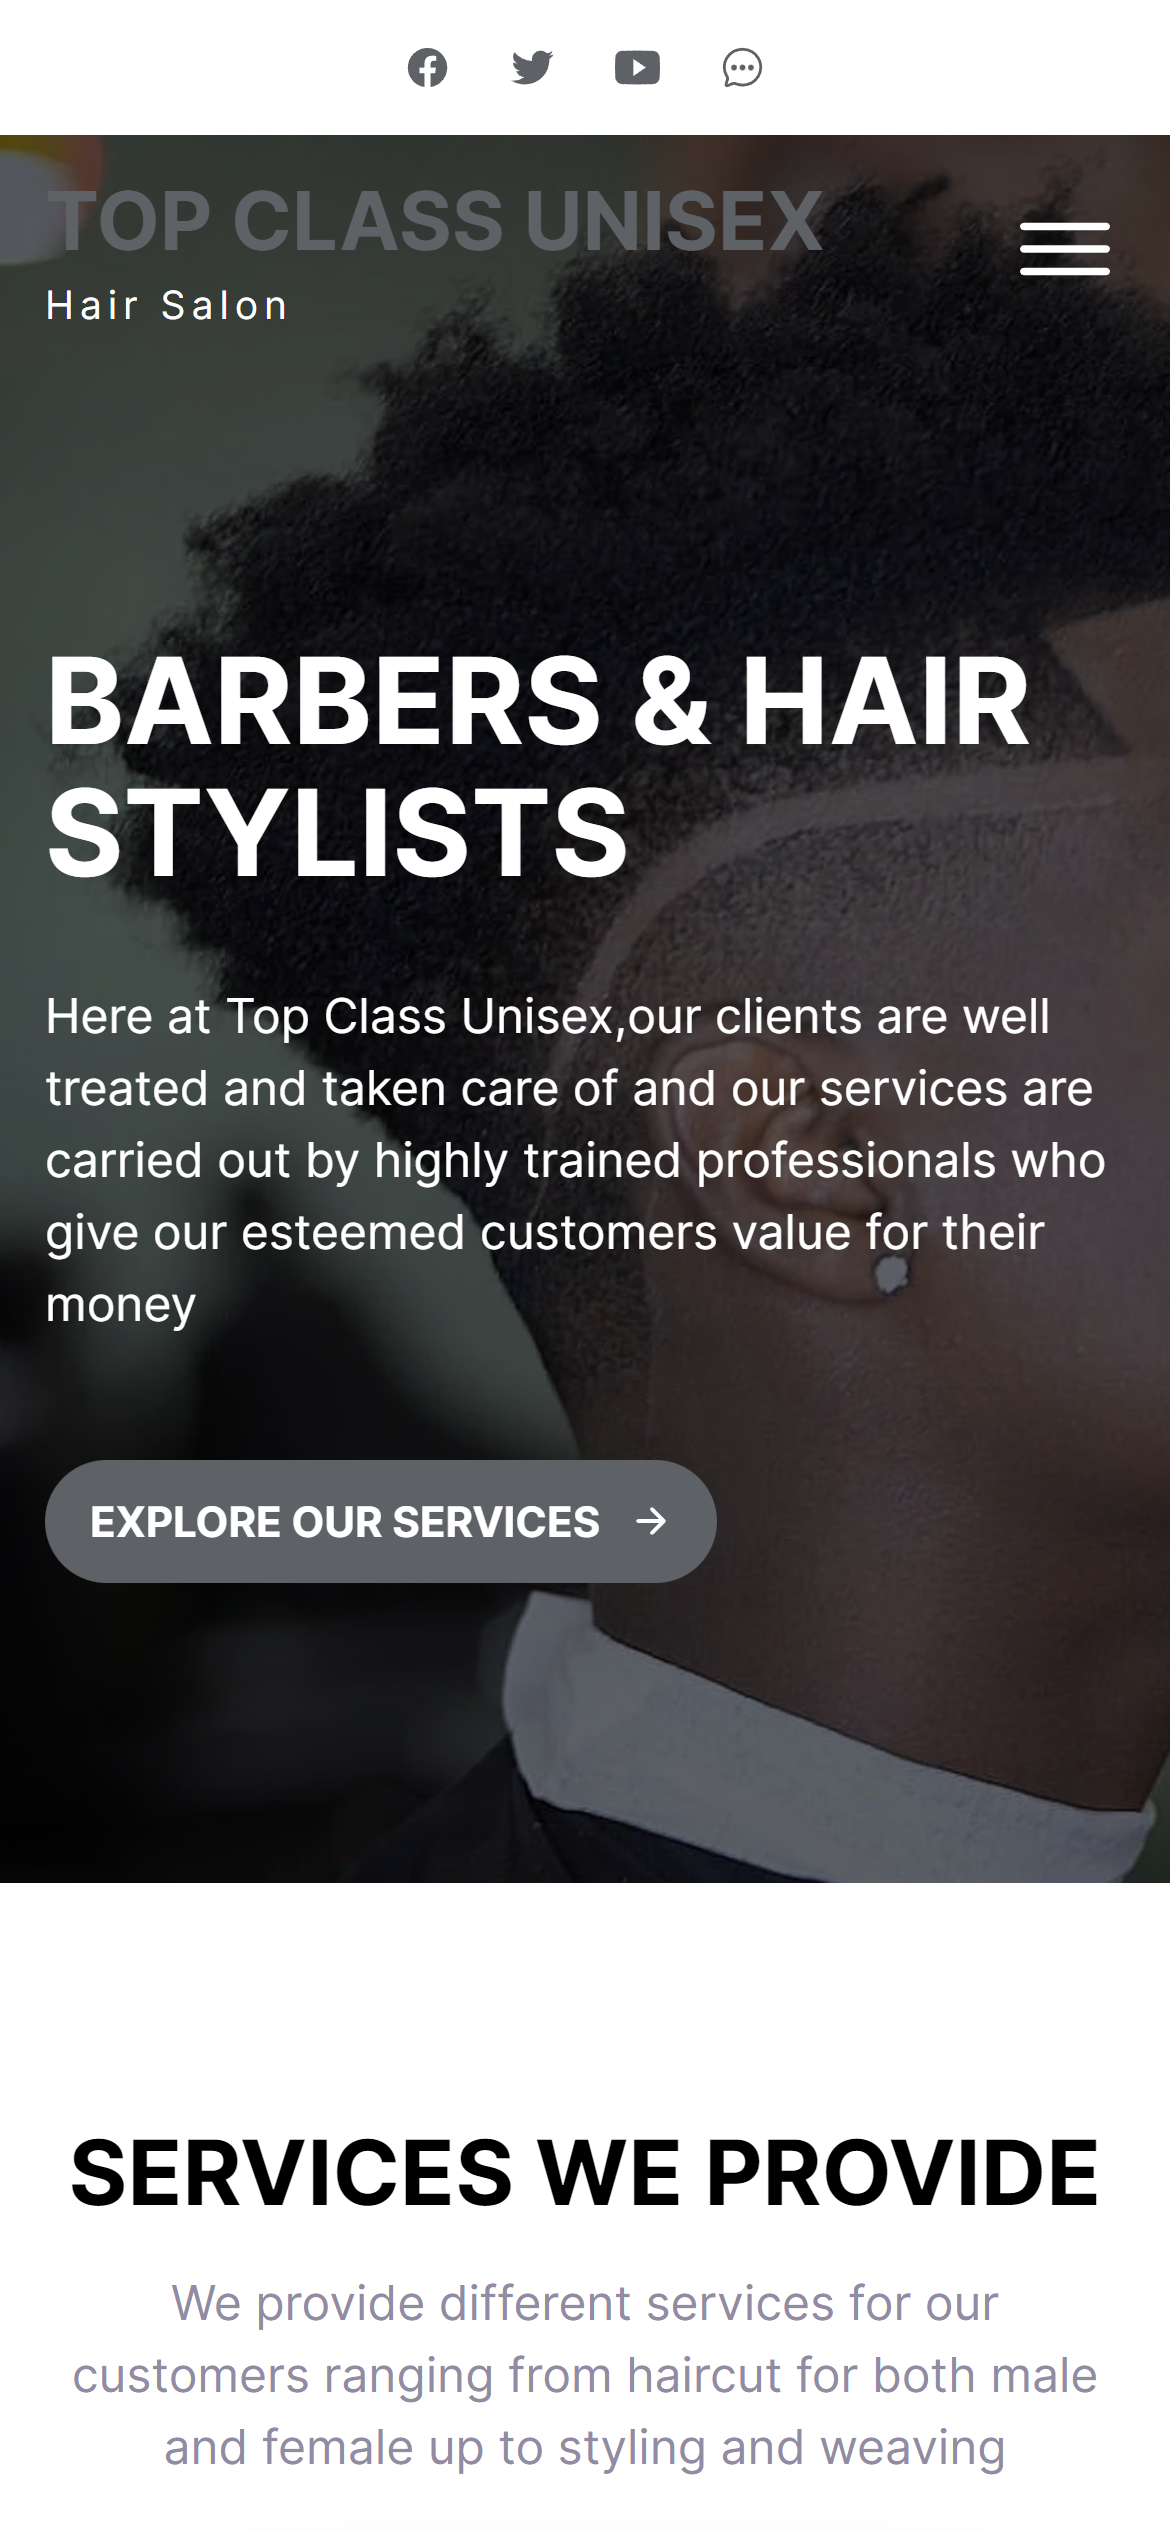 TOP CLASS UNISEX
Hair Salon
BARBERS & HAIR
STYLISTS
Here at Top Class Unisex,our clients are well
treated and taken care of and our services are
carried out by highly trained professionals who
give our esteemed customers value for their
money
EXPLORE OUR SERVICES
SERVICES WE PROVIDE
We provide different services for our
customers ranging from haircut for both male
and female up to styling and weaving